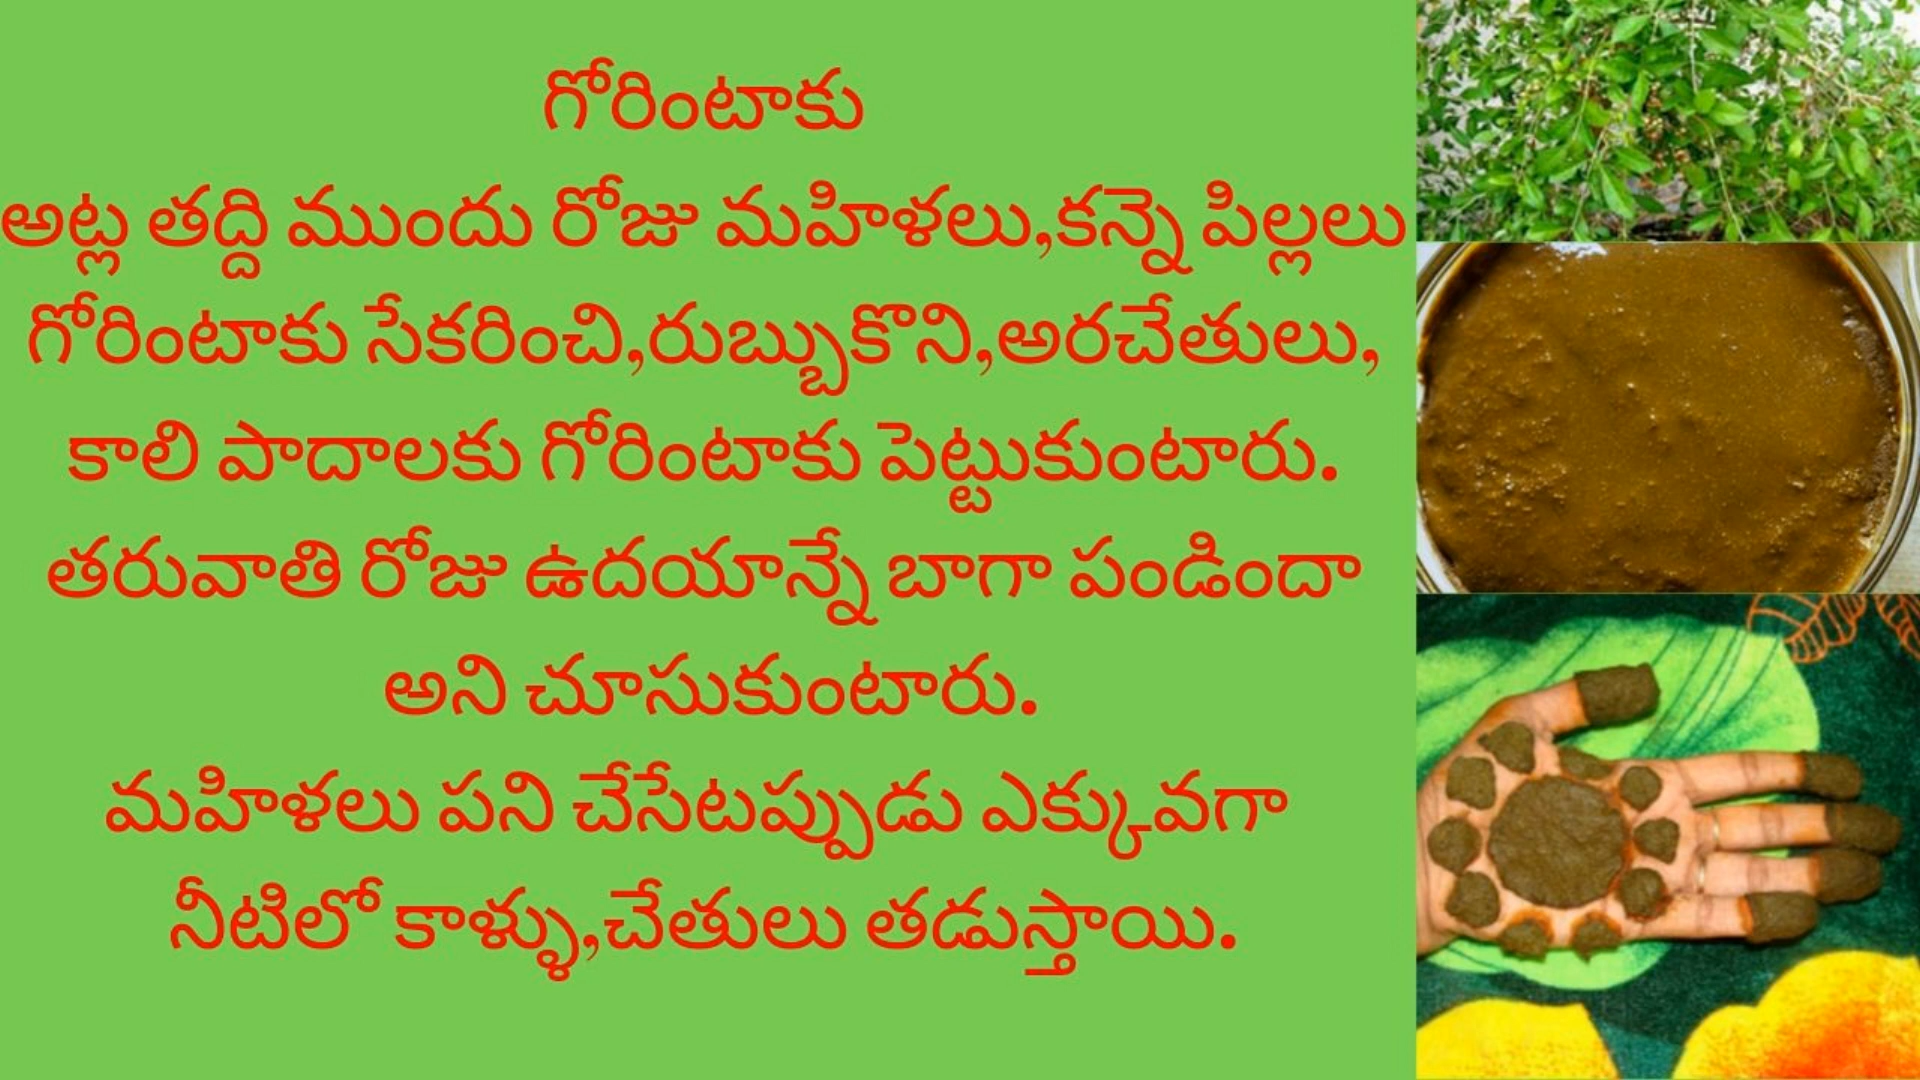 గోరింటాకు
అట్ల తద్ది ముందు రోజు మహిళలు,కన్నె పిల్లలు
గోరింటాకు సేకరించి,రుబ్బుకొని,అరచేతులు,
కాలి పాదాలకు గోరింటాకు పెట్టుకుంటారు.
తరువాతి రోజు ఉదయాన్నే బాగా పండిందా
అని చూసుకుంటారు.
మహిళలు పని చేసేటప్పుడు ఎక్కువగా
నీటిలో కాళ్ళు,చేతులు తడుస్తాయి.